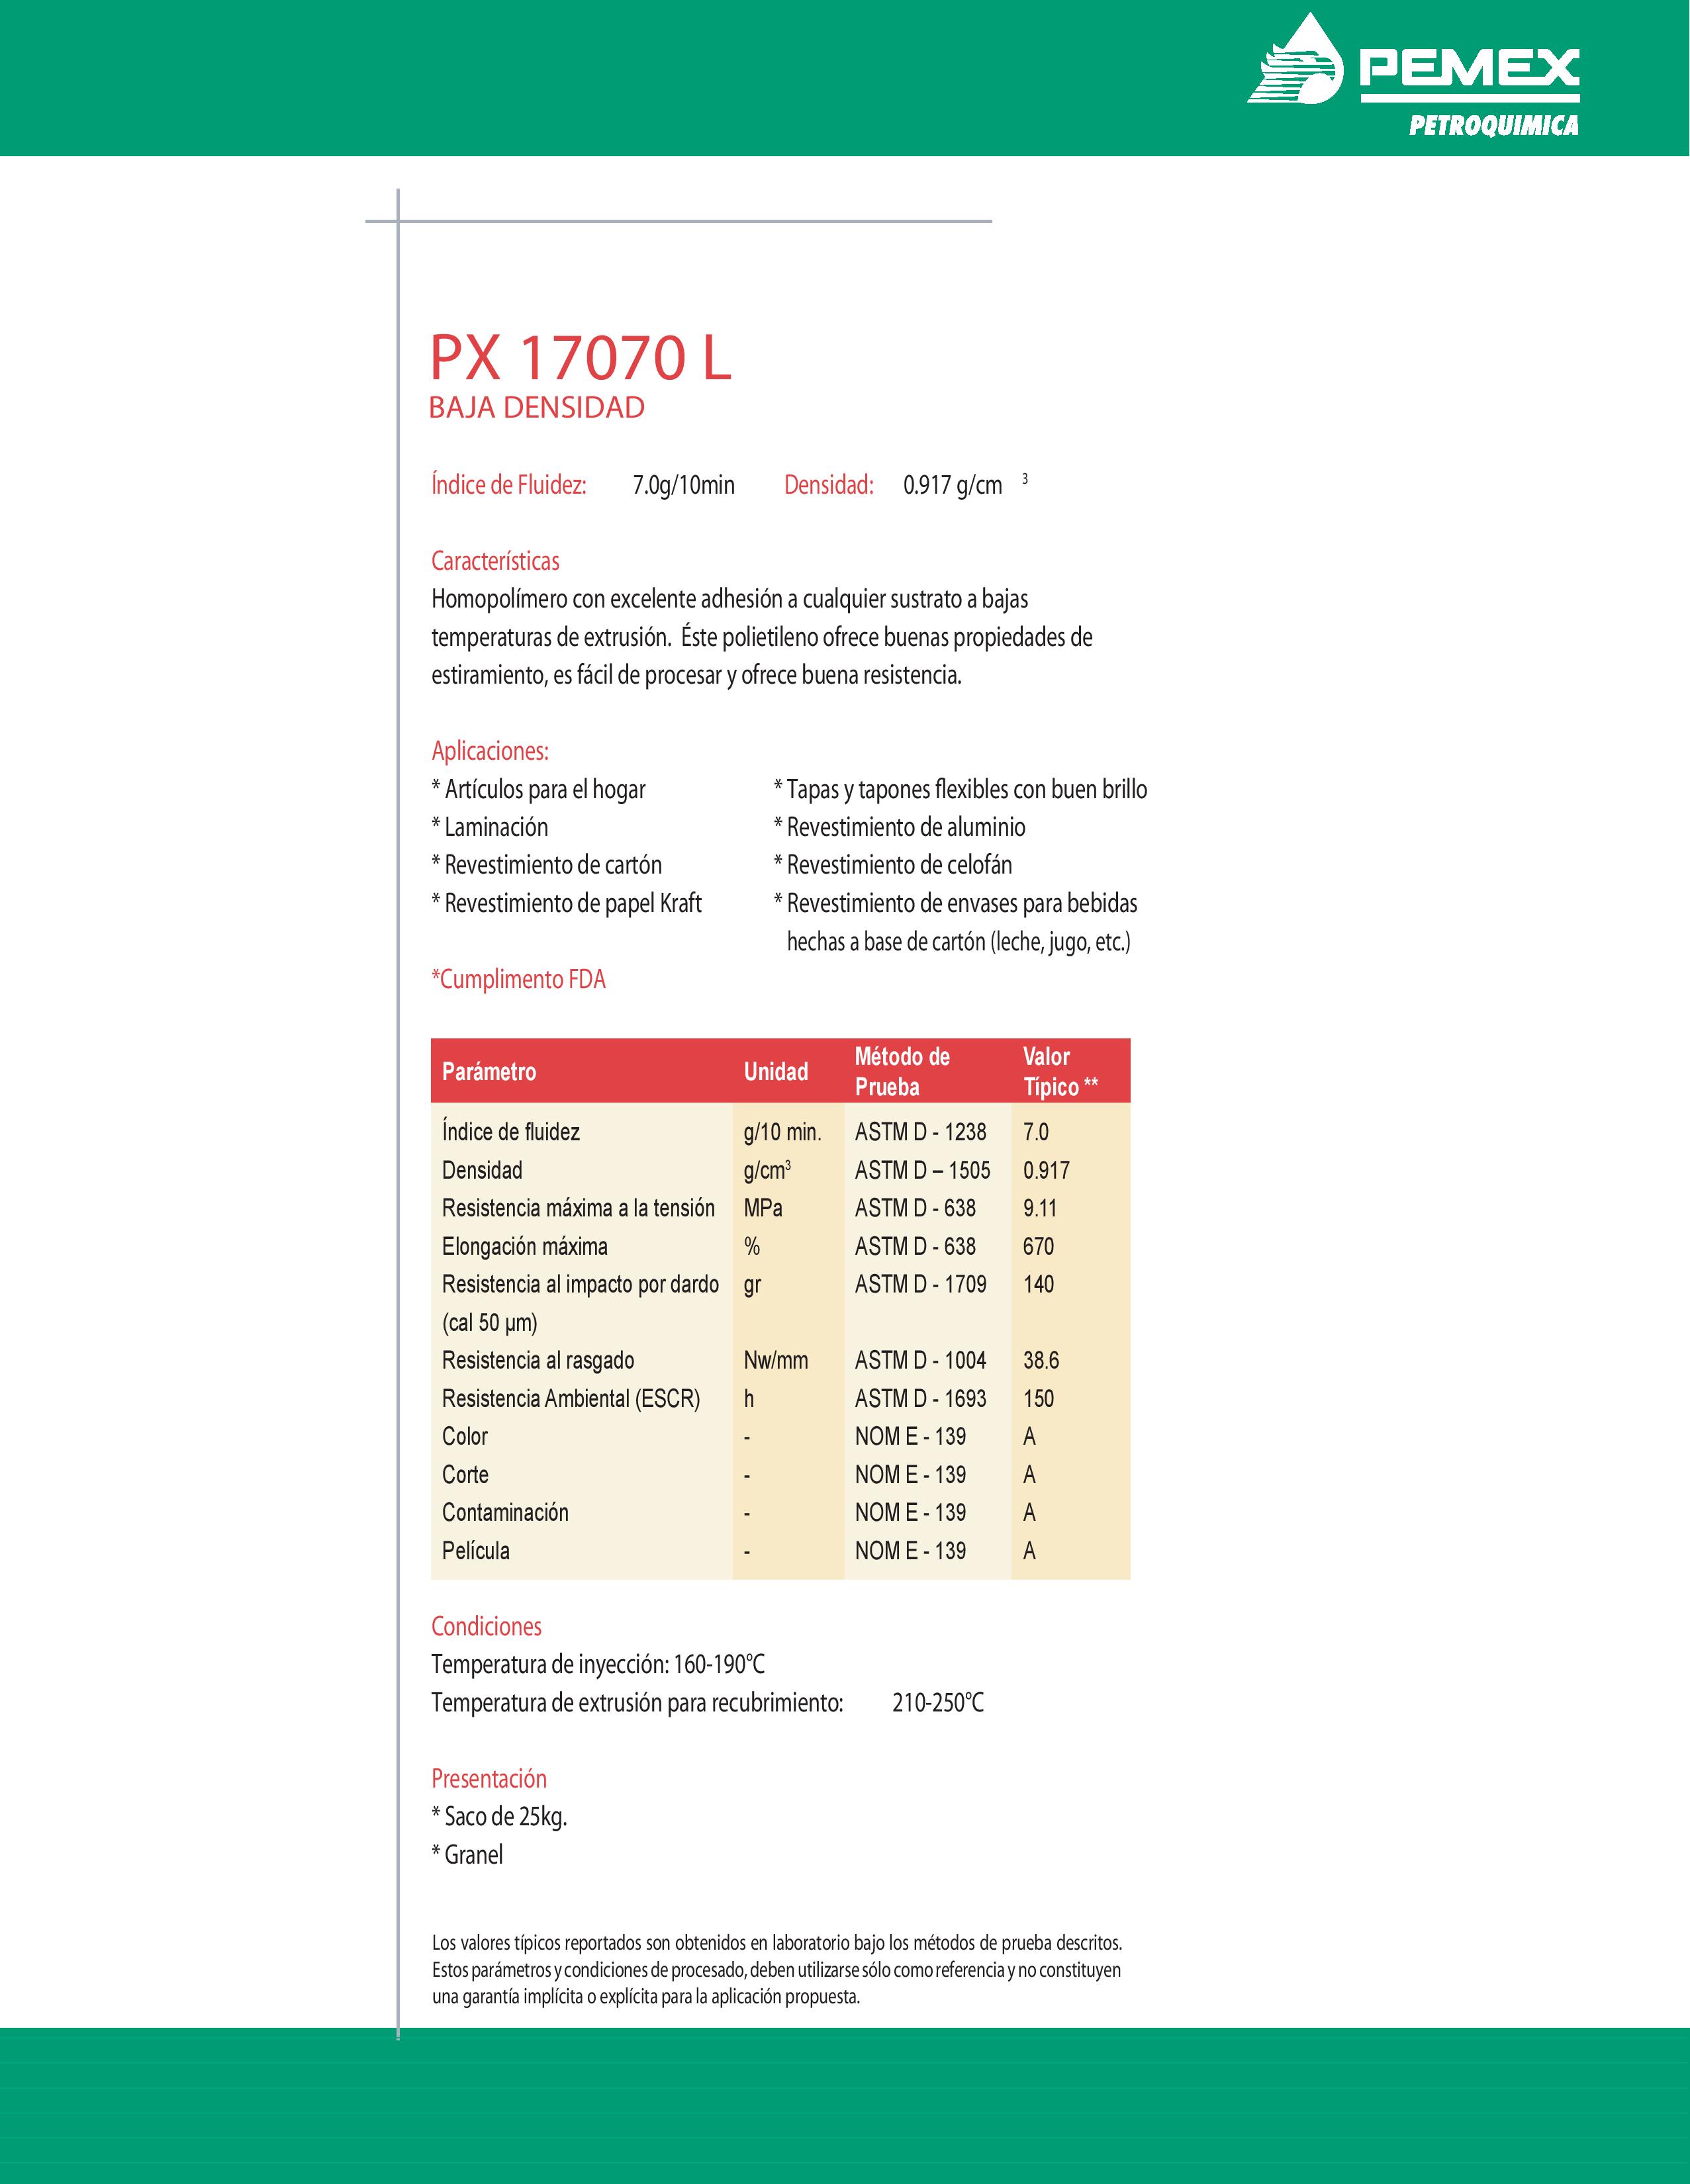 PEMEX
PETROQUIMICA
PX 17070 L
BAJA DENSIDAD
Índice de Fluidez: 7.0g/10min Densidad: 0.917 g/cm 3
Características
Homopolímero con excelente adhesión a cualquier sustrato a bajas
temperaturas de extrusión. Éste polietileno ofrece buenas propiedades de
estiramiento, es fácil de procesar y ofrece buena resistencia.
Aplicaciones:
* Artículos para el hogar * Tapas y tapones flexibles con buen brillo
* Laminación * Revestimiento de aluminio
* Revestimiento de cartón * Revestimiento de celofán
* Revestimiento de papel Kraft * Revestimiento de envases para bebidas
hechas a base de cartón (leche, jugo, etc.)
*Cumplimento FDA
Parámetro Unidad Método de Prueba Valor Típico **
Índice de fluidez g/10 min. ASTM D - 1238 7.0
Densidad g/cm³ ASTM D – 1505 0.917
Resistencia máxima a la tensión MPa ASTM D - 638 9.11
Elongación máxima % ASTM D - 638 670
Resistencia al impacto por dardo gr ASTM D - 1709 140
(cal 50 µm)
Resistencia al rasgado Nw/mm ASTM D - 1004 38.6
Resistencia Ambiental (ESCR) h ASTM D - 1693 150
Color - NOM E - 139 A
Corte - NOM E - 139 A
Contaminación - NOM E - 139 A
Película - NOM E - 139 A
Condiciones
Temperatura de inyección: 160-190°C
Temperatura de extrusión para recubrimiento: 210-250°C
Presentación
* Saco de 25kg.
* Granel
Los valores típicos reportados son obtenidos en laboratorio bajo los métodos de prueba descritos.
Estos parámetros y condiciones de procesado, deben utilizarse sólo como referencia y no constituyen
una garantía implícita o explícita para la aplicación propuesta.